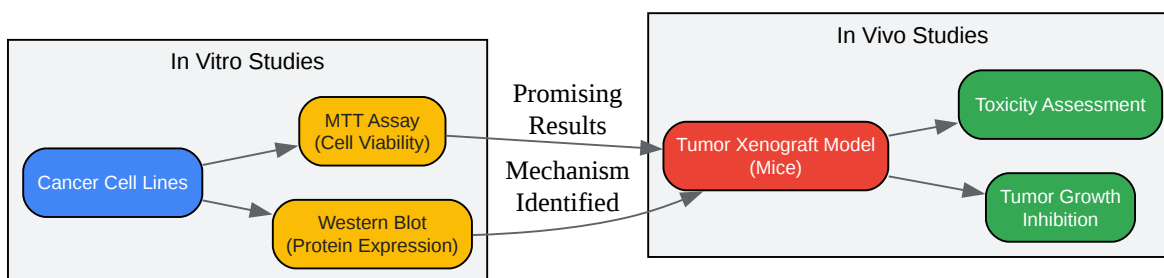 In Vitro Studies
Cancer Cell Lines
MTT Assay
(Cell Viability)
Western Blot
(Protein Expression)
Promising
Results
Mechanism
Identified
In Vivo Studies
Tumor Xenograft Model
(Mice)
Toxicity Assessment
Tumor Growth
Inhibition